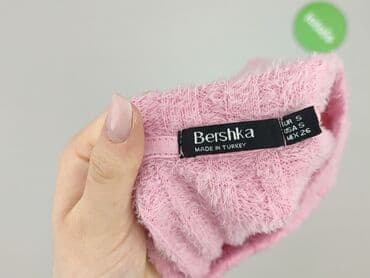 Bershka
MADE IN TURKEY
EUR S
USA S
MEX 26